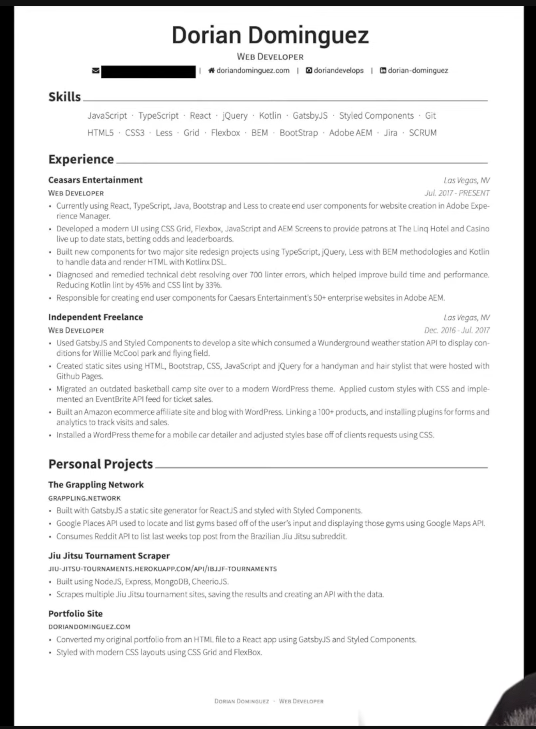 Dorian Dominguez
Web Developer
| doriandominguez.com | doriandevelops | dorian-dominguez
Skills
JavaScript · TypeScript · React · jQuery · Kotlin · GatsbyJS · Styled Components · Git
HTML5 · CSS3 · Less · Grid · Flexbox · BEM · BootStrap · Adobe AEM · Jira · SCRUM
Experience
Ceasars Entertainment Las Vegas, NV
Web Developer Jul. 2017 - PRESENT
• Currently using React, TypeScript, Java, Bootstrap and Less to create end user components for website creation in Adobe Expe-
rience Manager.
• Developed a modern UI using CSS Grid, Flexbox, JavaScript and AEM Screens to provide patrons at The Linq Hotel and Casino
live up to date stats, betting odds and leaderboards.
• Built new components for two major site redesign projects using TypeScript, jQuery, Less with BEM methodologies and Kotlin
to handle data and render HTML with Kotlinx DSL.
• Diagnosed and remedied technical debt resolving over 700 linter errors, which helped improve build time and performance.
Reducing Kotlin lint by 45% and CSS lint by 33%.
• Responsible for creating end user components for Caesars Entertainment's 50+ enterprise websites in Adobe AEM.
Independent Freelance Las Vegas, NV
Web Developer Dec. 2016 - Jul. 2017
• Used GatsbyJS and Styled Components to develop a site which consumed a Wunderground weather station API to display con-
ditions for Willie McCool park and flying field.
• Created static sites using HTML, Bootstrap, CSS, JavaScript and jQuery for a handyman and hair stylist that were hosted with
Github Pages.
• Migrated an outdated basketball camp site over to a modern WordPress theme. Applied custom styles with CSS and imple-
mented an EventBrite API feed for ticket sales.
• Built an Amazon ecommerce affiliate site and blog with WordPress. Linking a 100+ products, and installing plugins for forms and
analytics to track visits and sales.
• Installed a WordPress theme for a mobile car detailer and adjusted styles base off of clients requests using CSS.
Personal Projects
The Grappling Network
grappling.network
• Built with GatsbyJS a static site generator for ReactJS and styled with Styled Components.
• Google Places API used to locate and list gyms based off of the user's input and displaying those gyms using Google Maps API.
• Consumes Reddit API to list last weeks top post from the Brazilian Jiu Jitsu subreddit.
Jiu Jitsu Tournament Scraper
jiu-jitsu-tournaments.herokuapp.com/api/ibjjf-tournaments
• Built using NodeJS, Express, MongoDB, CheerioJS.
• Scrapes multiple Jiu Jitsu tournament sites, saving the results and creating an API with the data.
Portfolio Site
doriandominguez.com
• Converted my original portfolio from an HTML file to a React app using GatsbyJS and Styled Components.
• Styled with modern CSS layouts using CSS Grid and FlexBox.
Dorian Dominguez · Web Developer